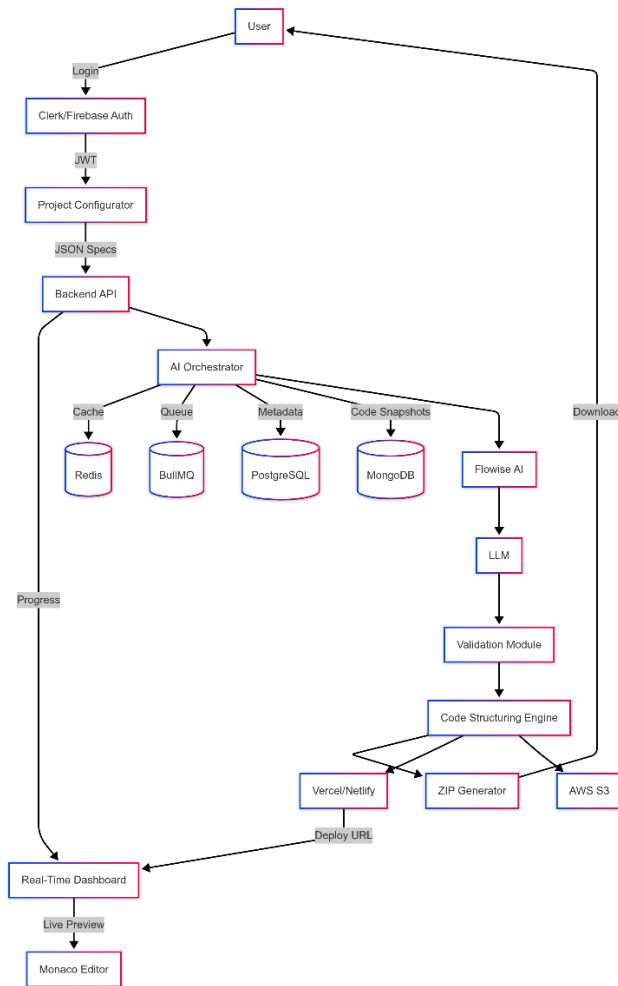 User
Login
Clerk/Firebase Auth
JWT
Project Configurator
JSON Specs
Backend API
AI Orchestrator
Cache
Queue
Metadata
Code Snapshots
Download
Redis
BullMQ
PostgreSQL
MongoDB
Flowise AI
LLM
Progress
Validation Module
Code Structuring Engine
Vercel/Netlify
ZIP Generator
AWS S3
Deploy URL
Real-Time Dashboard
Live Preview
Monaco Editor